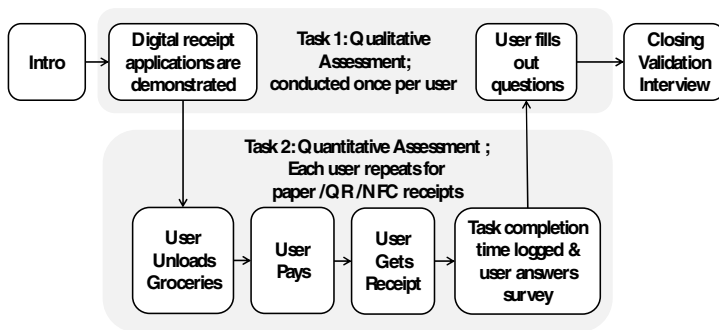 Intro
Digital receipt
applications are
demonstrated
Task 1: Qualitative
Assessment;
conducted once per
user
User fills
out
questions
Closing
Validation
Interview
Task 2: Quantitative Assessment ;
Each user repeats for
paper /QR /NFC receipts
User
Unloads
Groceries
User
Pays
User
Gets
Receipt
Task completion
time logged &
user answers
survey